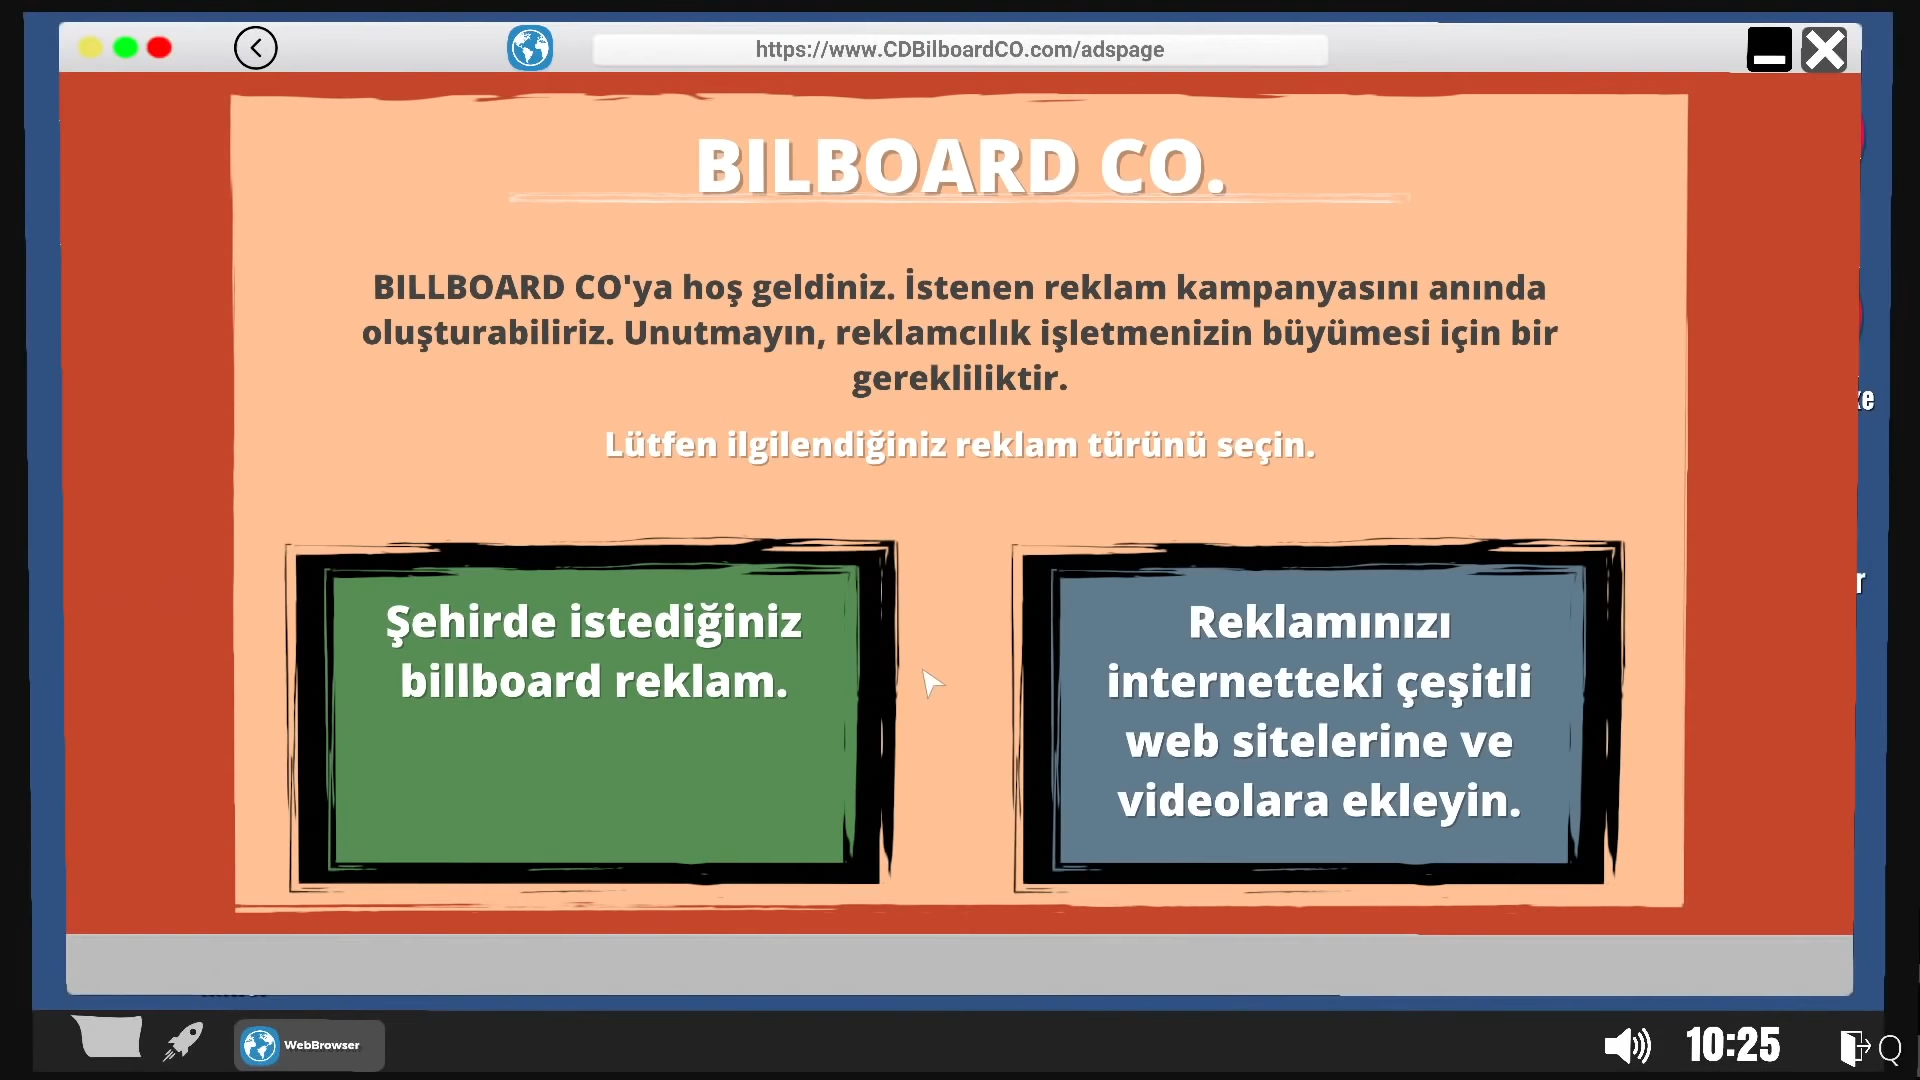 https://www.CDBilboardCO.com/adspage
BILBOARD CO.
BILLBOARD CO'ya hoş geldiniz. İstenen reklam kampanyasını anında
oluşturabiliriz. Unutmayın, reklamcılık işletmenizin büyümesi için bir
gerekliliktir.
Lütfen ilgilendiğiniz reklam türünü seçin.
Şehirde istediğiniz
billboard reklam.
Reklamınızı
internetteki çeşitli
web sitelerine ve
videolara ekleyin.
WebBrowser
10:25
Q